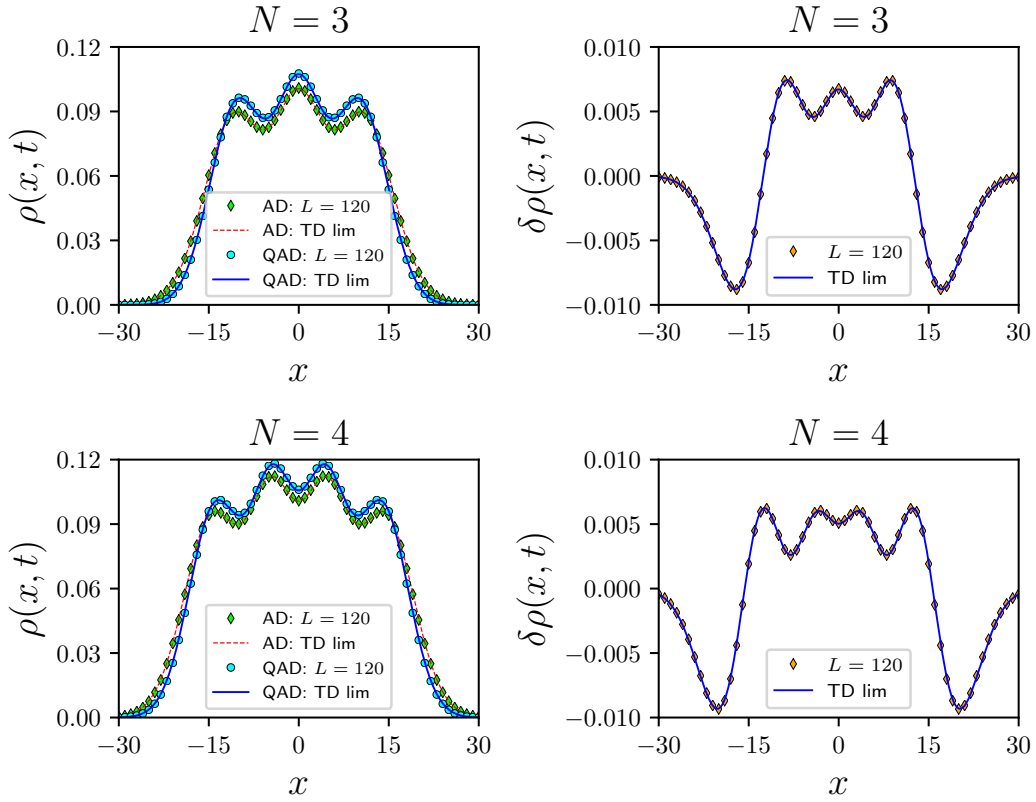 N = 3
ρ(x, t)
0.12
0.09
0.06
0.03
0.00
AD: L = 120
AD: TD lim
QAD: L = 120
QAD: TD lim
−30 −15 0 15 30
x
N = 3
δρ(x, t)
0.010
0.005
0.000
−0.005
−0.010
L = 120
TD lim
−30 −15 0 15 30
x
N = 4
ρ(x, t)
0.12
0.09
0.06
0.03
0.00
AD: L = 120
AD: TD lim
QAD: L = 120
QAD: TD lim
−30 −15 0 15 30
x
N = 4
δρ(x, t)
0.010
0.005
0.000
−0.005
−0.010
L = 120
TD lim
−30 −15 0 15 30
x